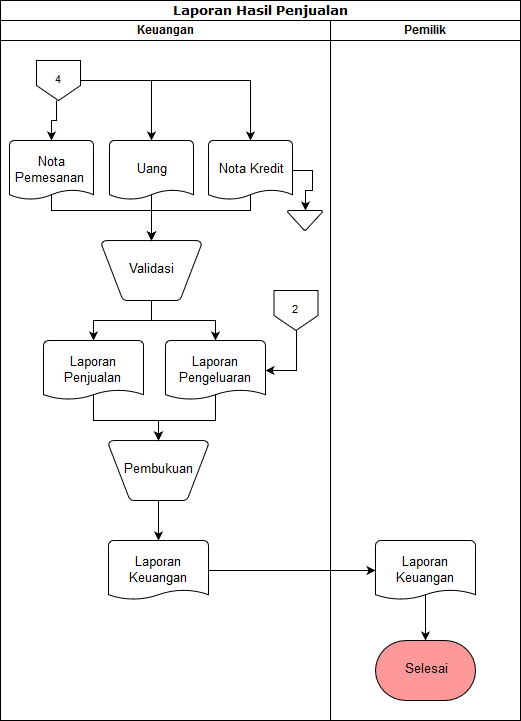 Laporan Hasil Penjualan
Keuangan
Pemilik
4
Nota
Pemesanan
Uang
Nota Kredit
Validasi
2
Laporan
Penjualan
Laporan
Pengeluaran
Pembukuan
Laporan
Keuangan
Laporan
Keuangan
Selesai